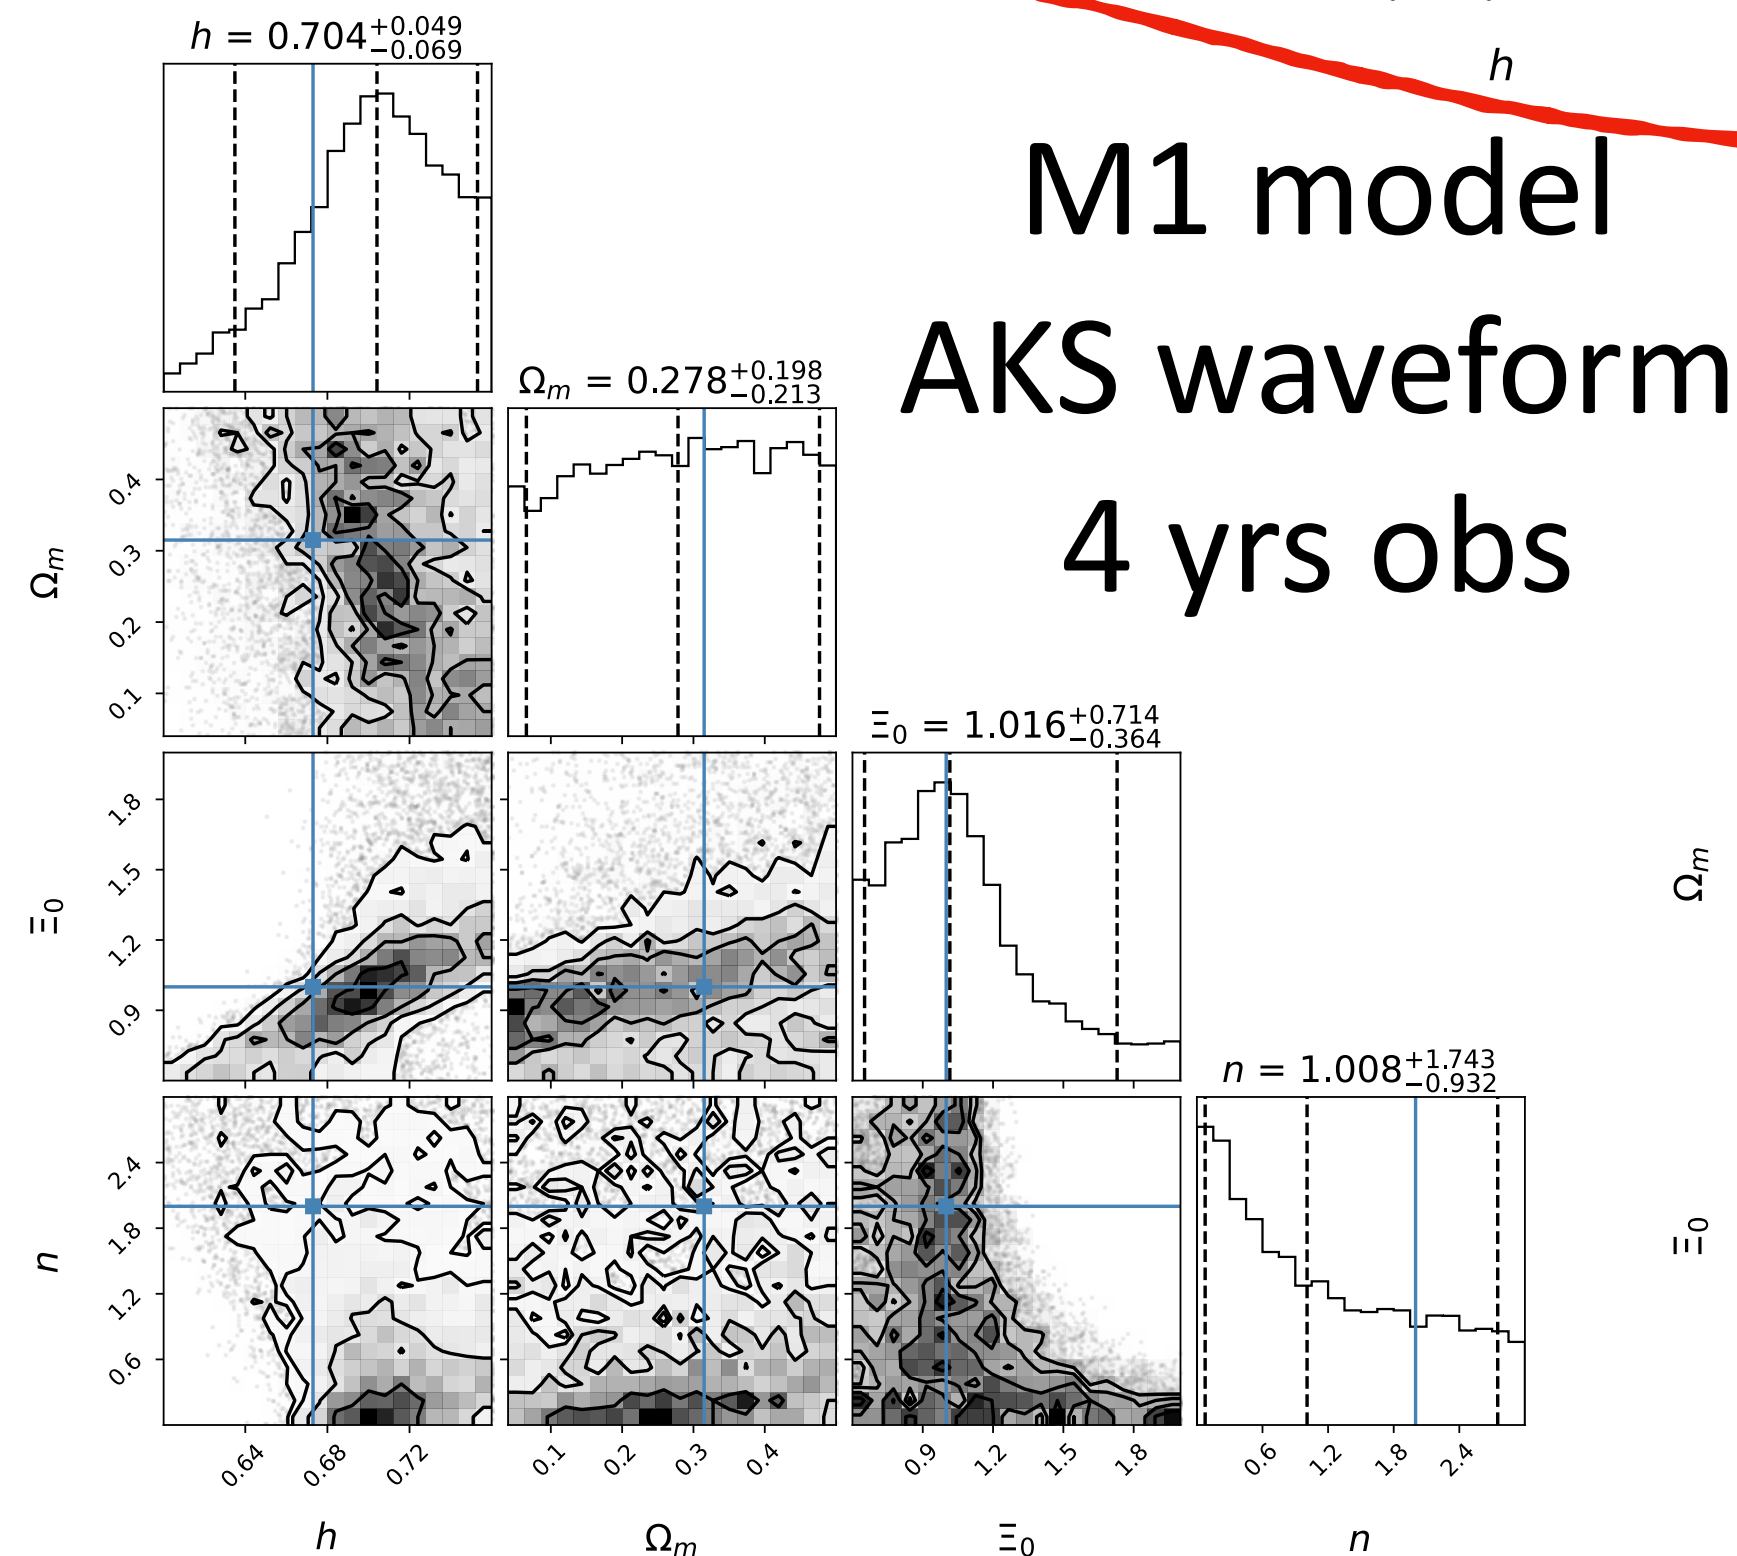 h = 0.704+0.049−0.069
h
M1 model
AKS waveform
4 yrs obs
Ωm = 0.278+0.198−0.213
Ξ0 = 1.016+0.714−0.364
n = 1.008+1.743−0.932
Ωm
0.4
0.3
0.2
0.1
Ξ0
1.8
1.5
1.2
0.9
n
2.4
1.8
1.2
0.6
0.64 0.68 0.72
0.1 0.2 0.3 0.4
0.9 1.2 1.5 1.8
0.6 1.2 1.8 2.4
h Ωm Ξ0 n
Ωm
Ξ0